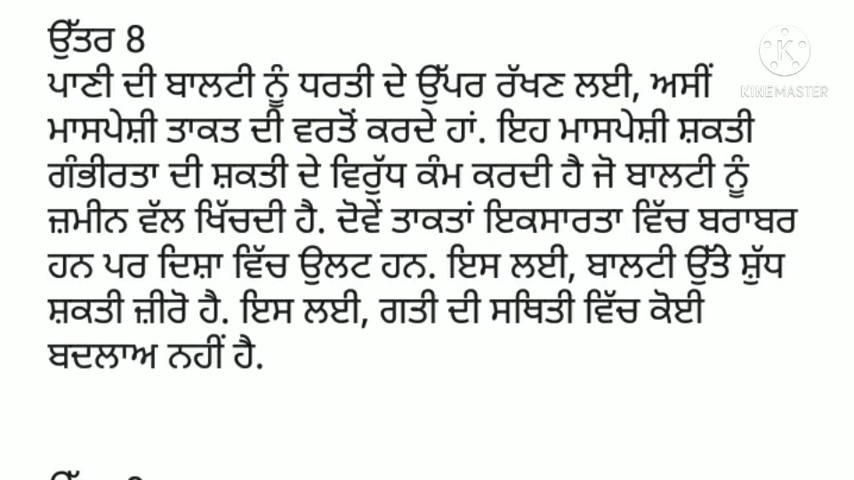 ਉੱਤਰ 8
ਪਾਣੀ ਦੀ ਬਾਲਟੀ ਨੂੰ ਧਰਤੀ ਦੇ ਉੱਪਰ ਰੱਖਣ ਲਈ, ਅਸੀਂ
ਮਾਸਪੇਸ਼ੀ ਤਾਕਤ ਦੀ ਵਰਤੋਂ ਕਰਦੇ ਹਾਂ. ਇਹ ਮਾਸਪੇਸ਼ੀ ਸ਼ਕਤੀ
ਗੰਭੀਰਤਾ ਦੀ ਸ਼ਕਤੀ ਦੇ ਵਿਰੁੱਧ ਕੰਮ ਕਰਦੀ ਹੈ ਜੋ ਬਾਲਟੀ ਨੂੰ
ਜ਼ਮੀਨ ਵੱਲ ਖਿੱਚਦੀ ਹੈ. ਦੋਵੇਂ ਤਾਕਤਾਂ ਇਕਸਾਰਤਾ ਵਿੱਚ ਬਰਾਬਰ
ਹਨ ਪਰ ਦਿਸ਼ਾ ਵਿੱਚ ਉਲਟ ਹਨ. ਇਸ ਲਈ, ਬਾਲਟੀ ਉੱਤੇ ਸ਼ੁੱਧ
ਸ਼ਕਤੀ ਜ਼ੀਰੋ ਹੈ. ਇਸ ਲਈ, ਗਤੀ ਦੀ ਸਥਿਤੀ ਵਿੱਚ ਕੋਈ
ਬਦਲਾਅ ਨਹੀਂ ਹੈ.
K
KINEMASTER